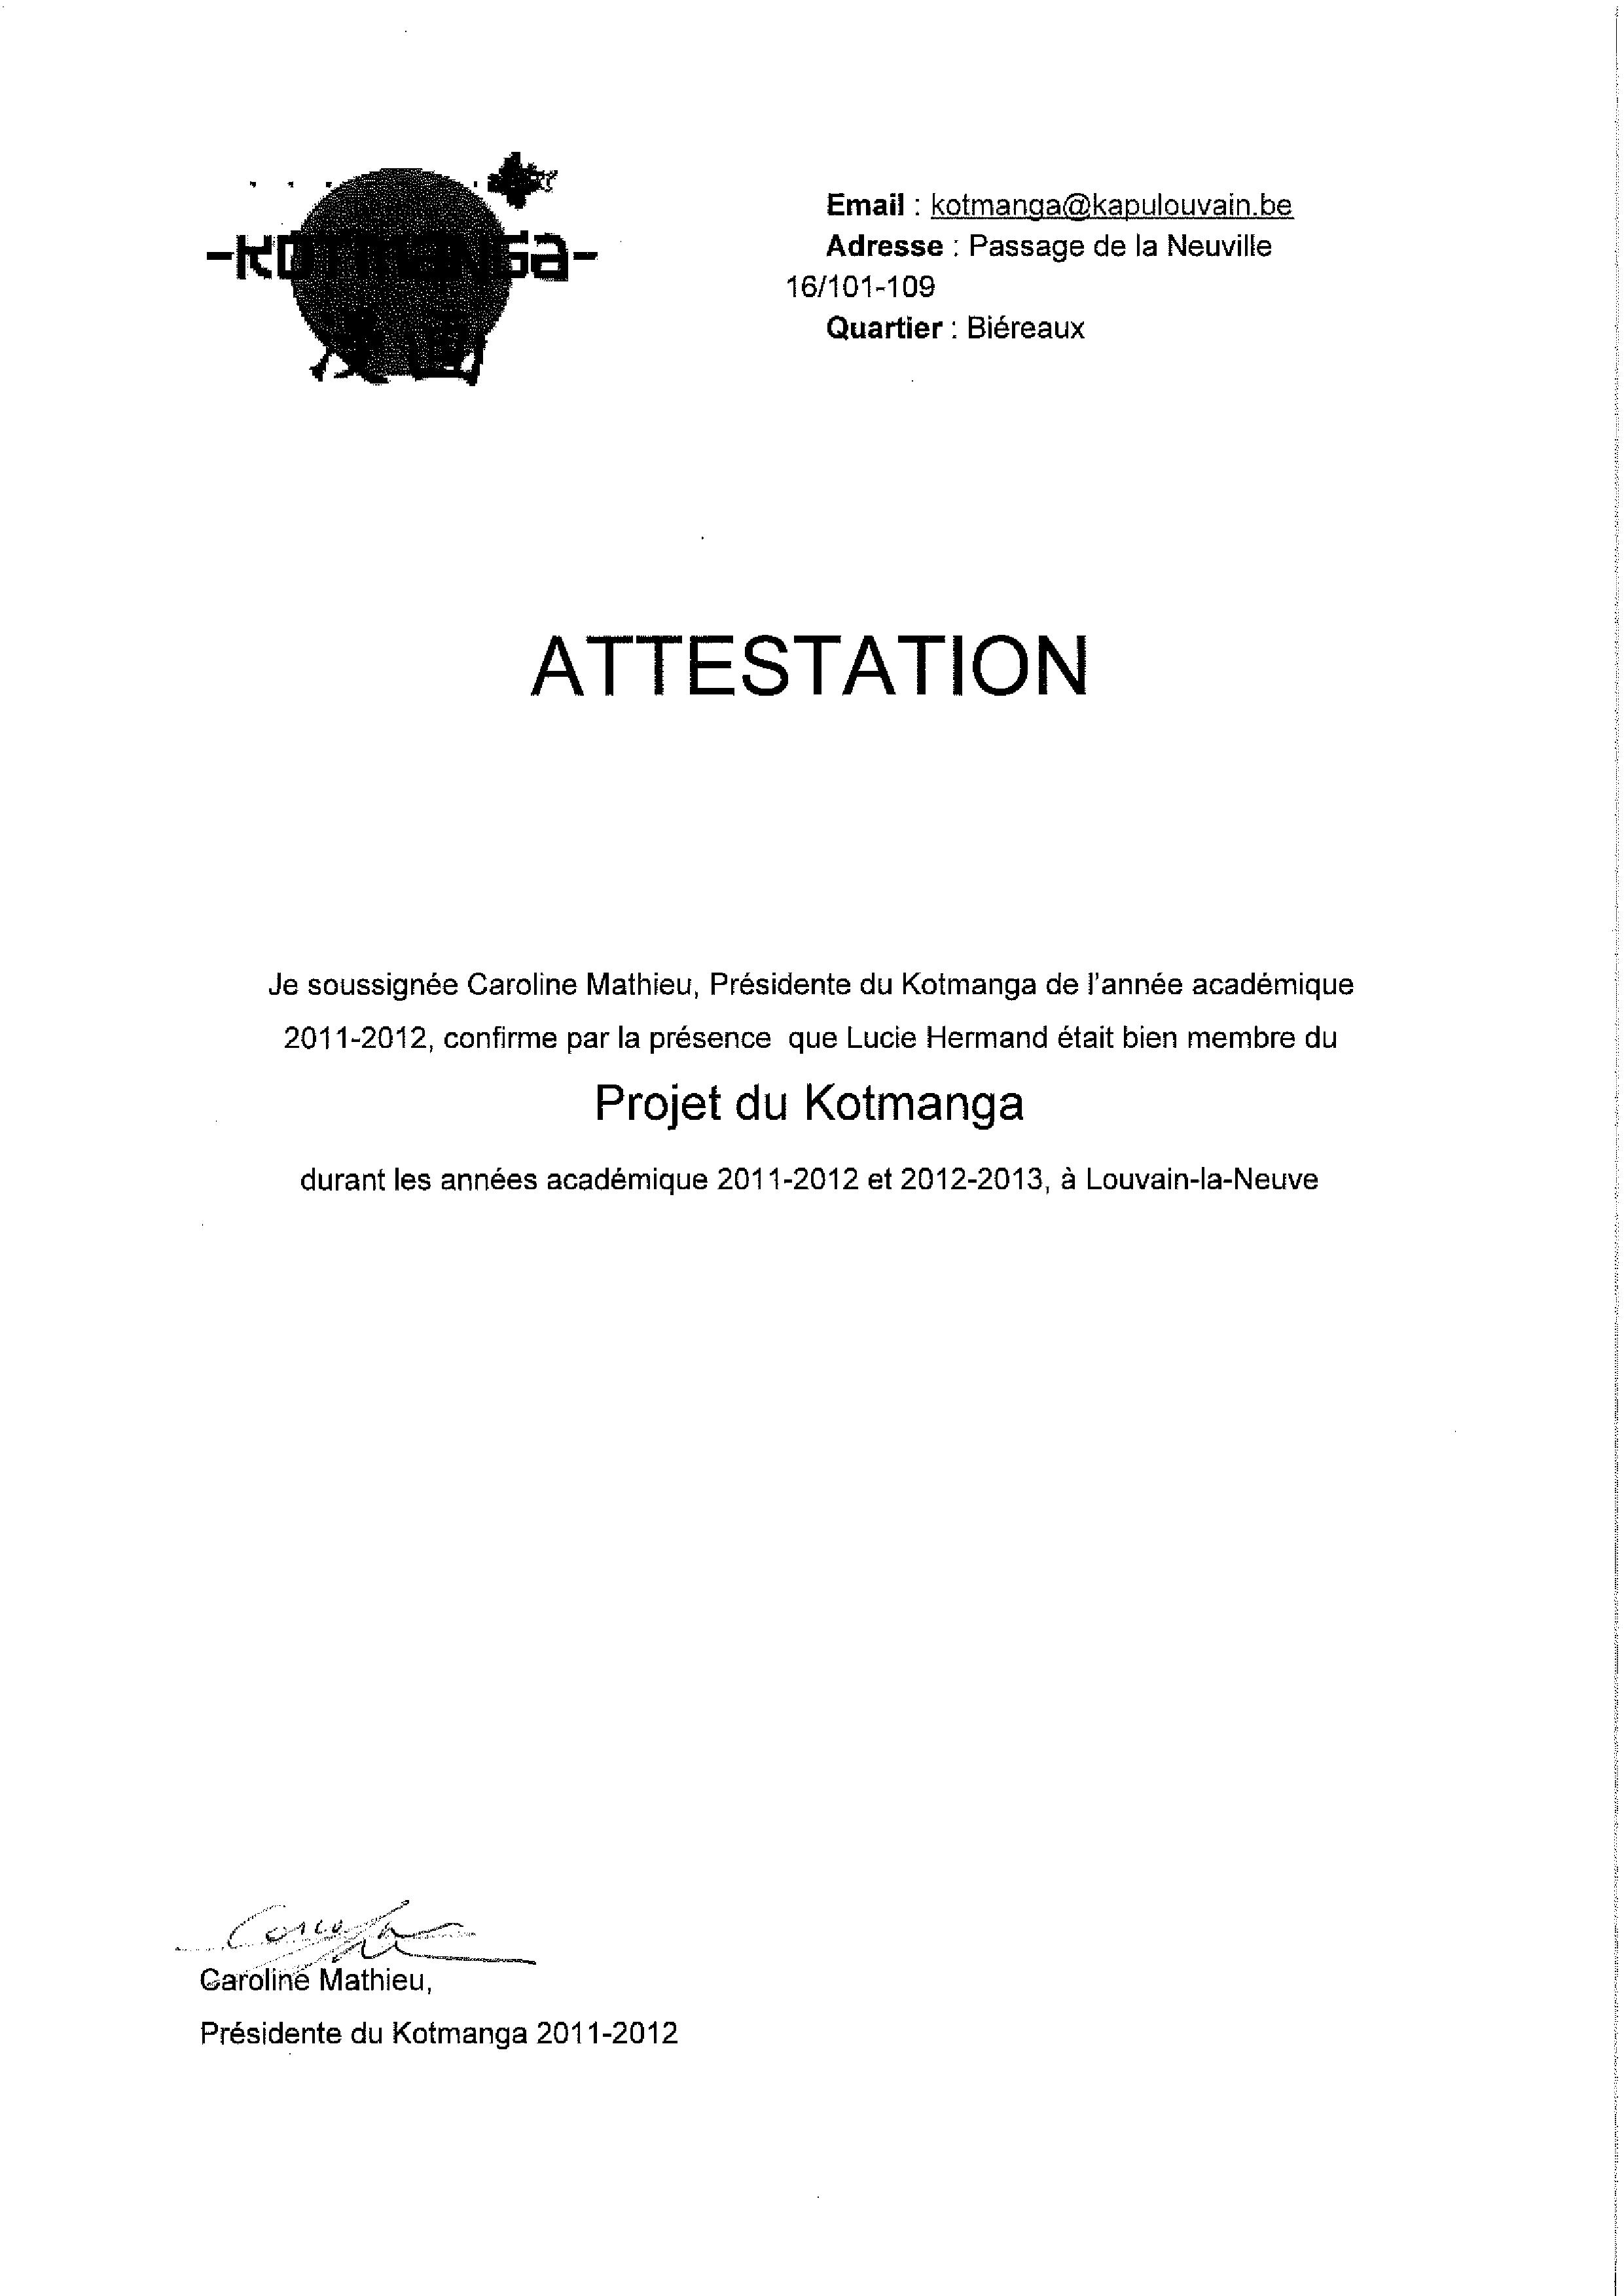 -KOTMANGA-
Email : kotmanga@kapulouvain.be
Adresse : Passage de la Neuville
16/101-109
Quartier : Biéreaux
ATTESTATION
Je soussignée Caroline Mathieu, Présidente du Kotmanga de l'année académique
2011-2012, confirme par la présence que Lucie Hermand était bien membre du
Projet du Kotmanga
durant les années académique 2011-2012 et 2012-2013, à Louvain-la-Neuve
Caroline Mathieu,
Présidente du Kotmanga 2011-2012